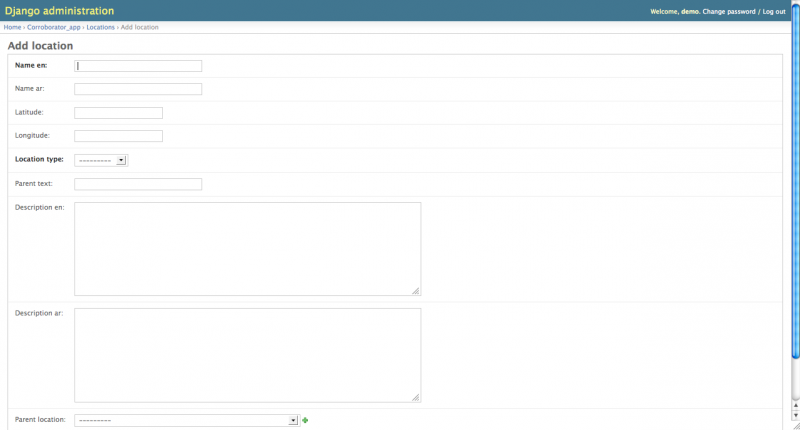 Django administration
Welcome, demo. Change password / Log out
Home › Corroborator_app › Locations › Add location
Add location
Name en:
Name ar:
Latitude:
Longitude:
Location type: ---------
Parent text:
Description en:
Description ar:
Parent location: ---------